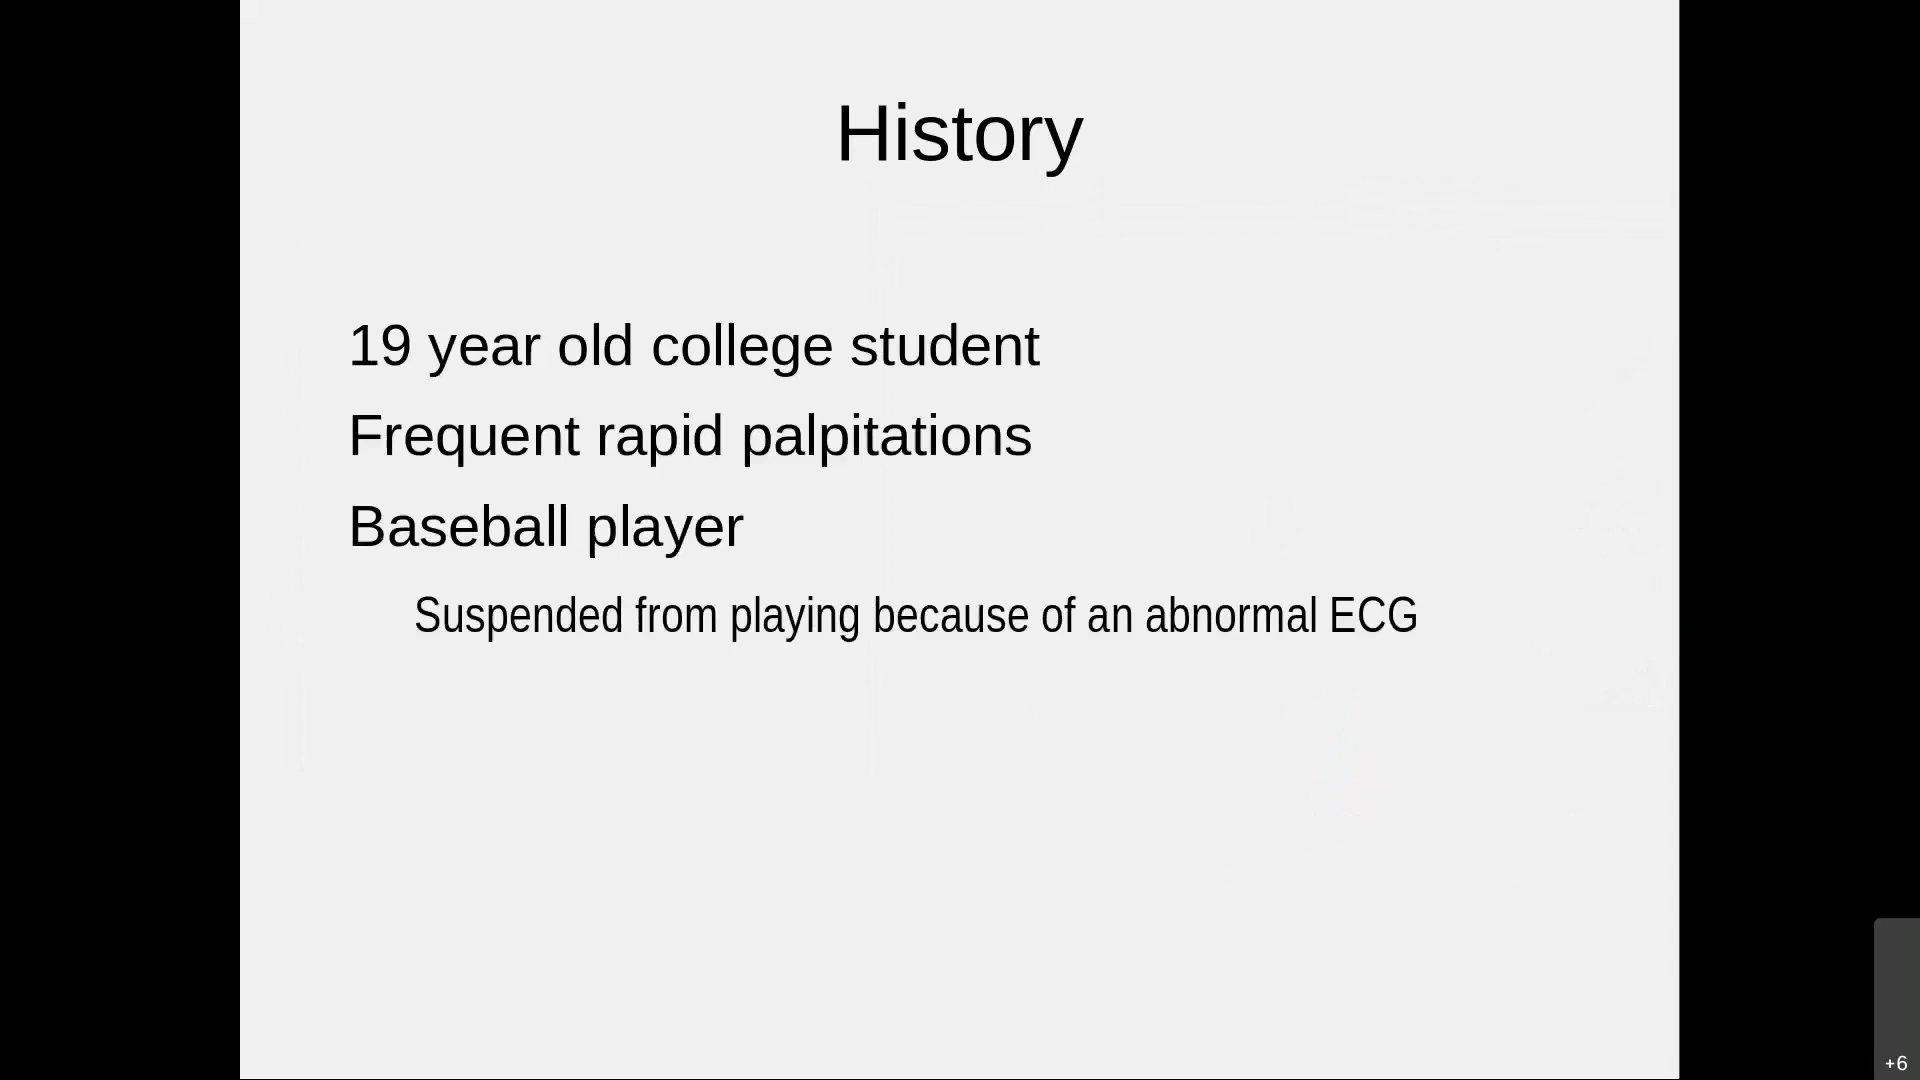 History
19 year old college student
Frequent rapid palpitations
Baseball player
Suspended from playing because of an abnormal ECG
+6